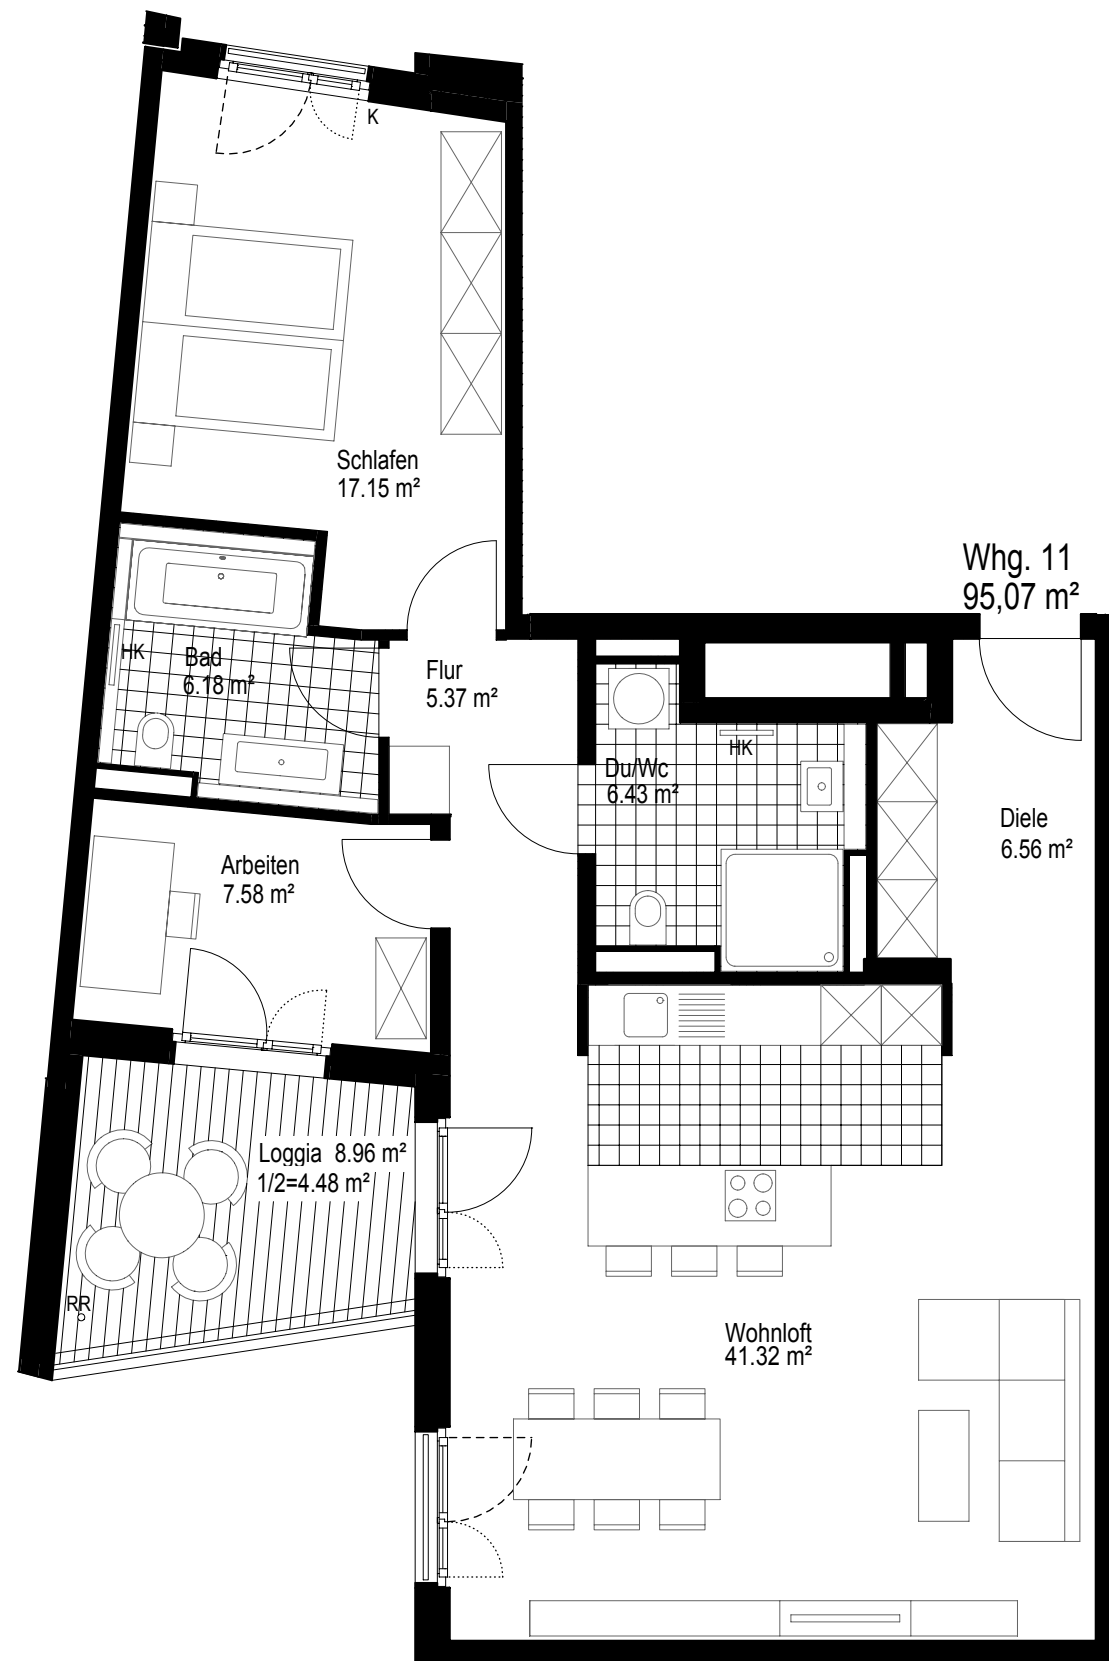 K
Schlafen
17.15 m²
Whg. 11
95,07 m²
HK
Bad
6.18 m²
Flur
5.37 m²
HK
Du/Wc
6.43 m²
Diele
6.56 m²
Arbeiten
7.58 m²
Loggia 8.96 m²
1/2=4.48 m²
RR
Wohnloft
41.32 m²